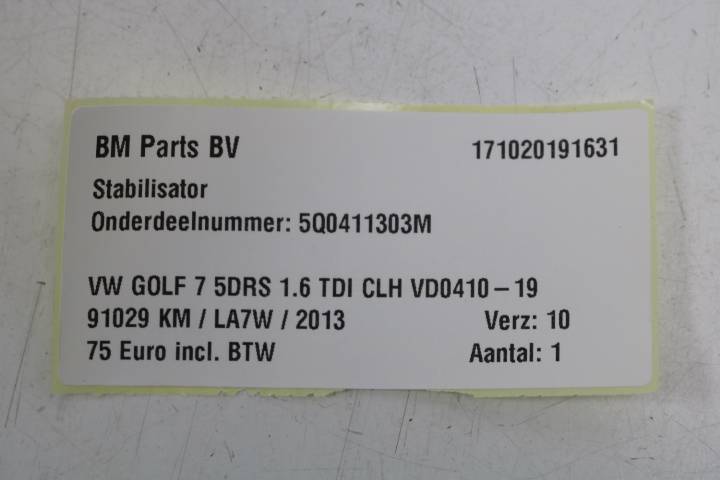 BM Parts BV 171020191631
Stabilisator
Onderdeelnummer: 5Q0411303M
VW GOLF 7 5DRS 1.6 TDI CLH VD0410-19
91029 KM / LA7W / 2013 Verz: 10
75 Euro incl. BTW Aantal: 1